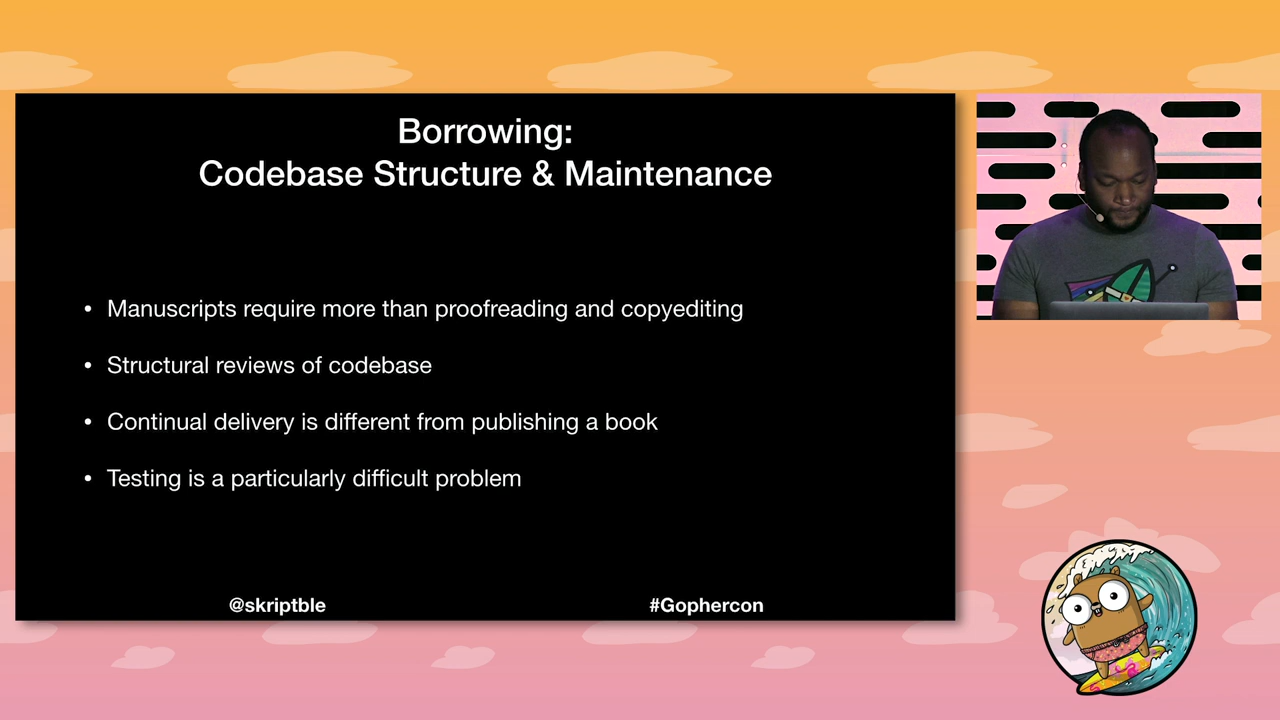 Borrowing:
Codebase Structure & Maintenance
• Manuscripts require more than proofreading and copyediting
• Structural reviews of codebase
• Continual delivery is different from publishing a book
• Testing is a particularly difficult problem
@skriptble
#Gophercon